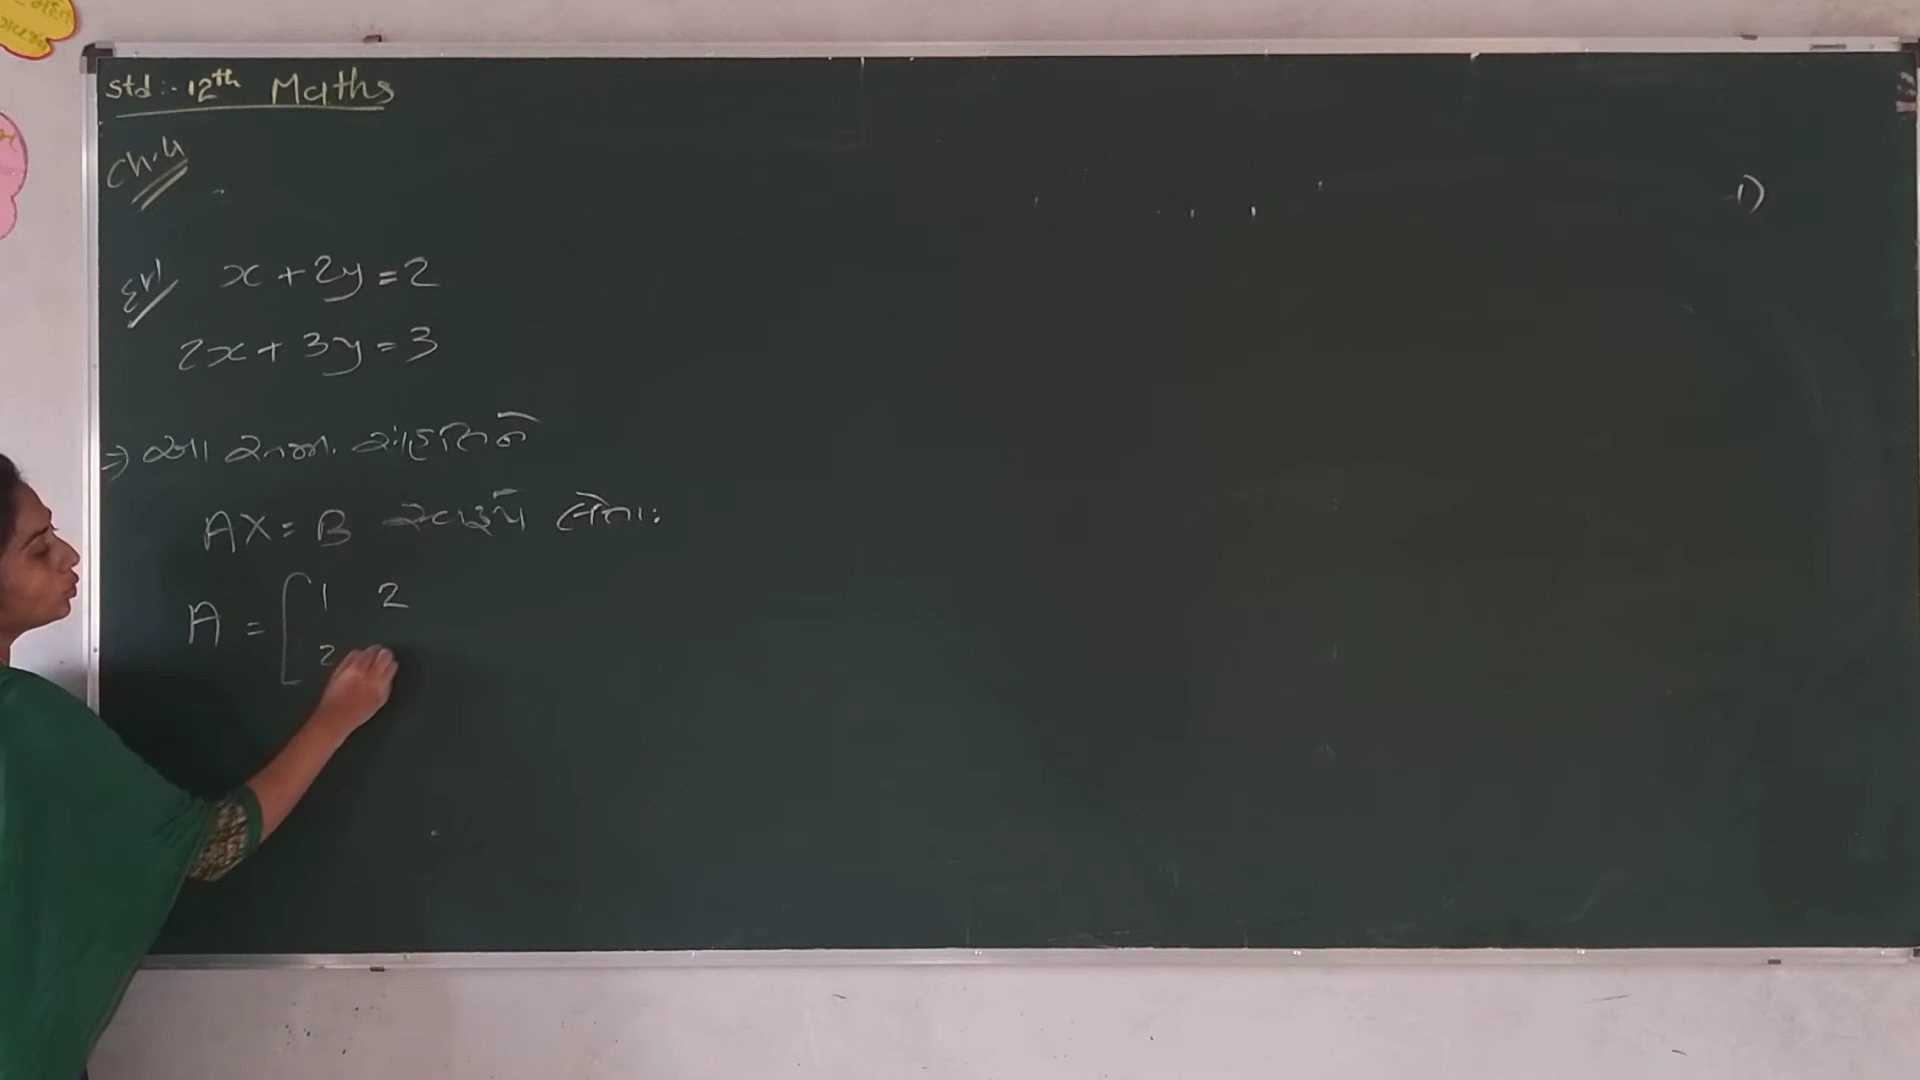 Std :- 12th Maths
Ch. 4
1)
x + 2y = 2
2x + 3y = 3
⇒ આ સમી. સંહતિને
AX = B સ્વરૂપે લેતા:
A = [ 1 2
2